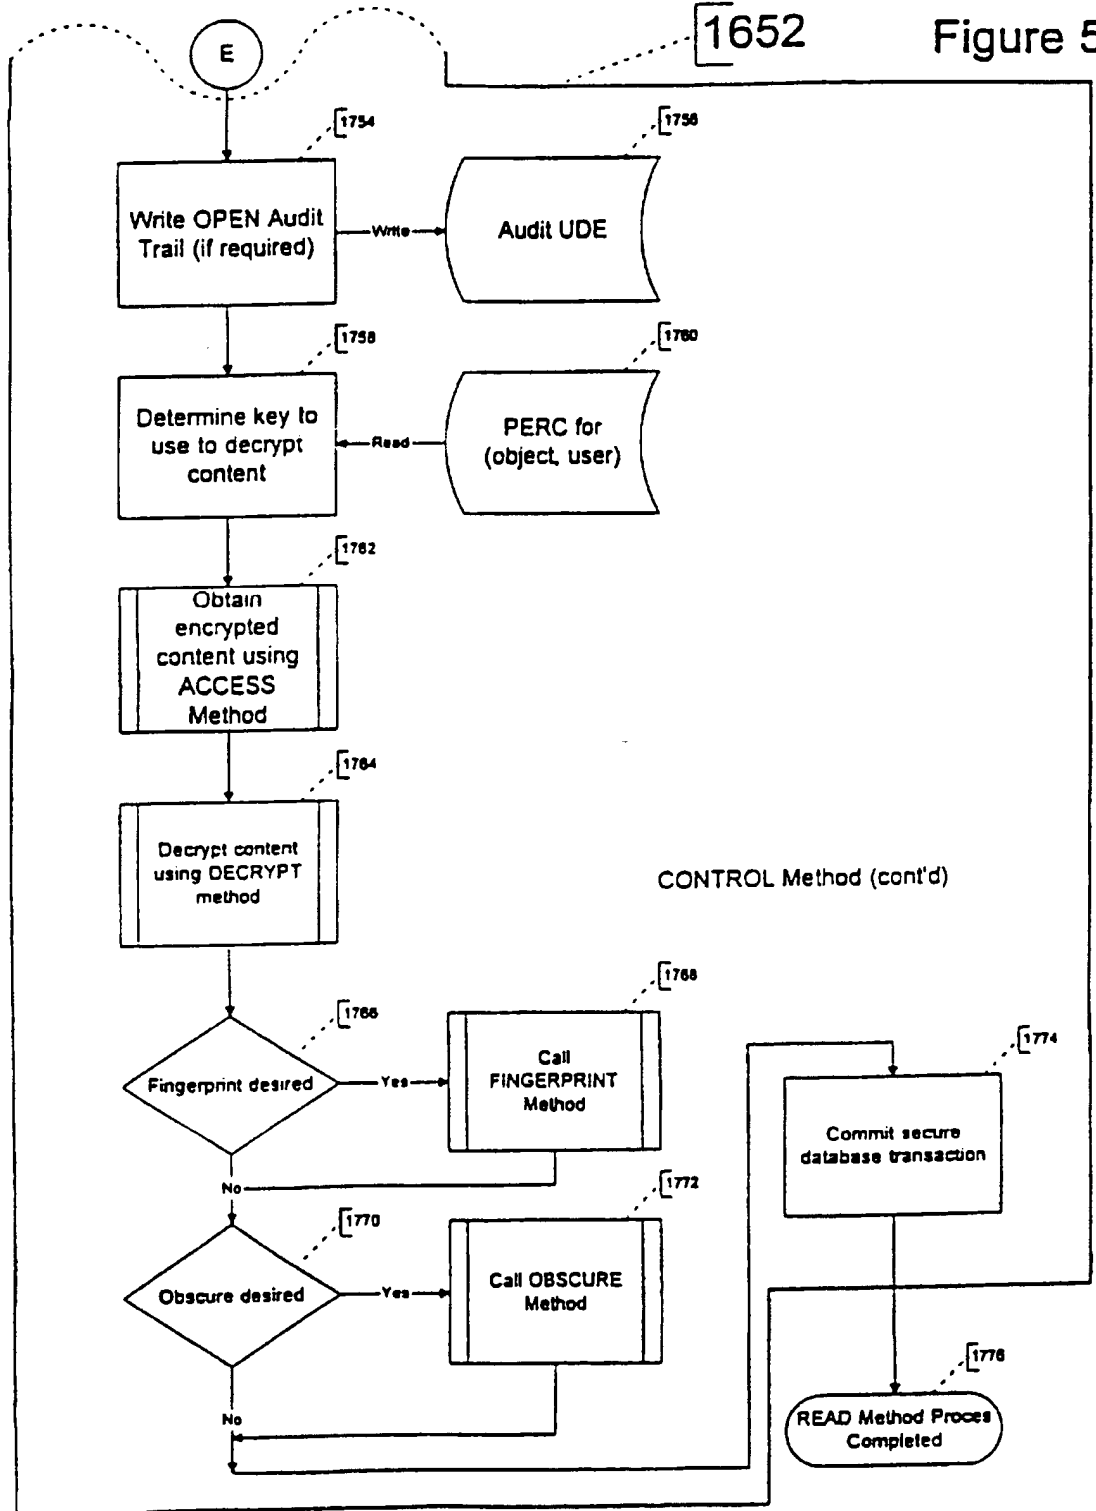 E
1652
Figure 5
1754
Write OPEN Audit
Trail (if required)
Write
1756
Audit UDE
1758
Determine key to
use to decrypt
content
Read
1760
PERC for
(object, user)
1762
Obtain
encrypted
content using
ACCESS
Method
1764
Decrypt content
using DECRYPT
method
CONTROL Method (cont'd)
1766
Fingerprint desired
Yes
1768
Call
FINGERPRINT
Method
No
1770
Obscure desired
Yes
1772
Call OBSCURE
Method
No
1774
Commit secure
database transaction
1776
READ Method Proces
Completed